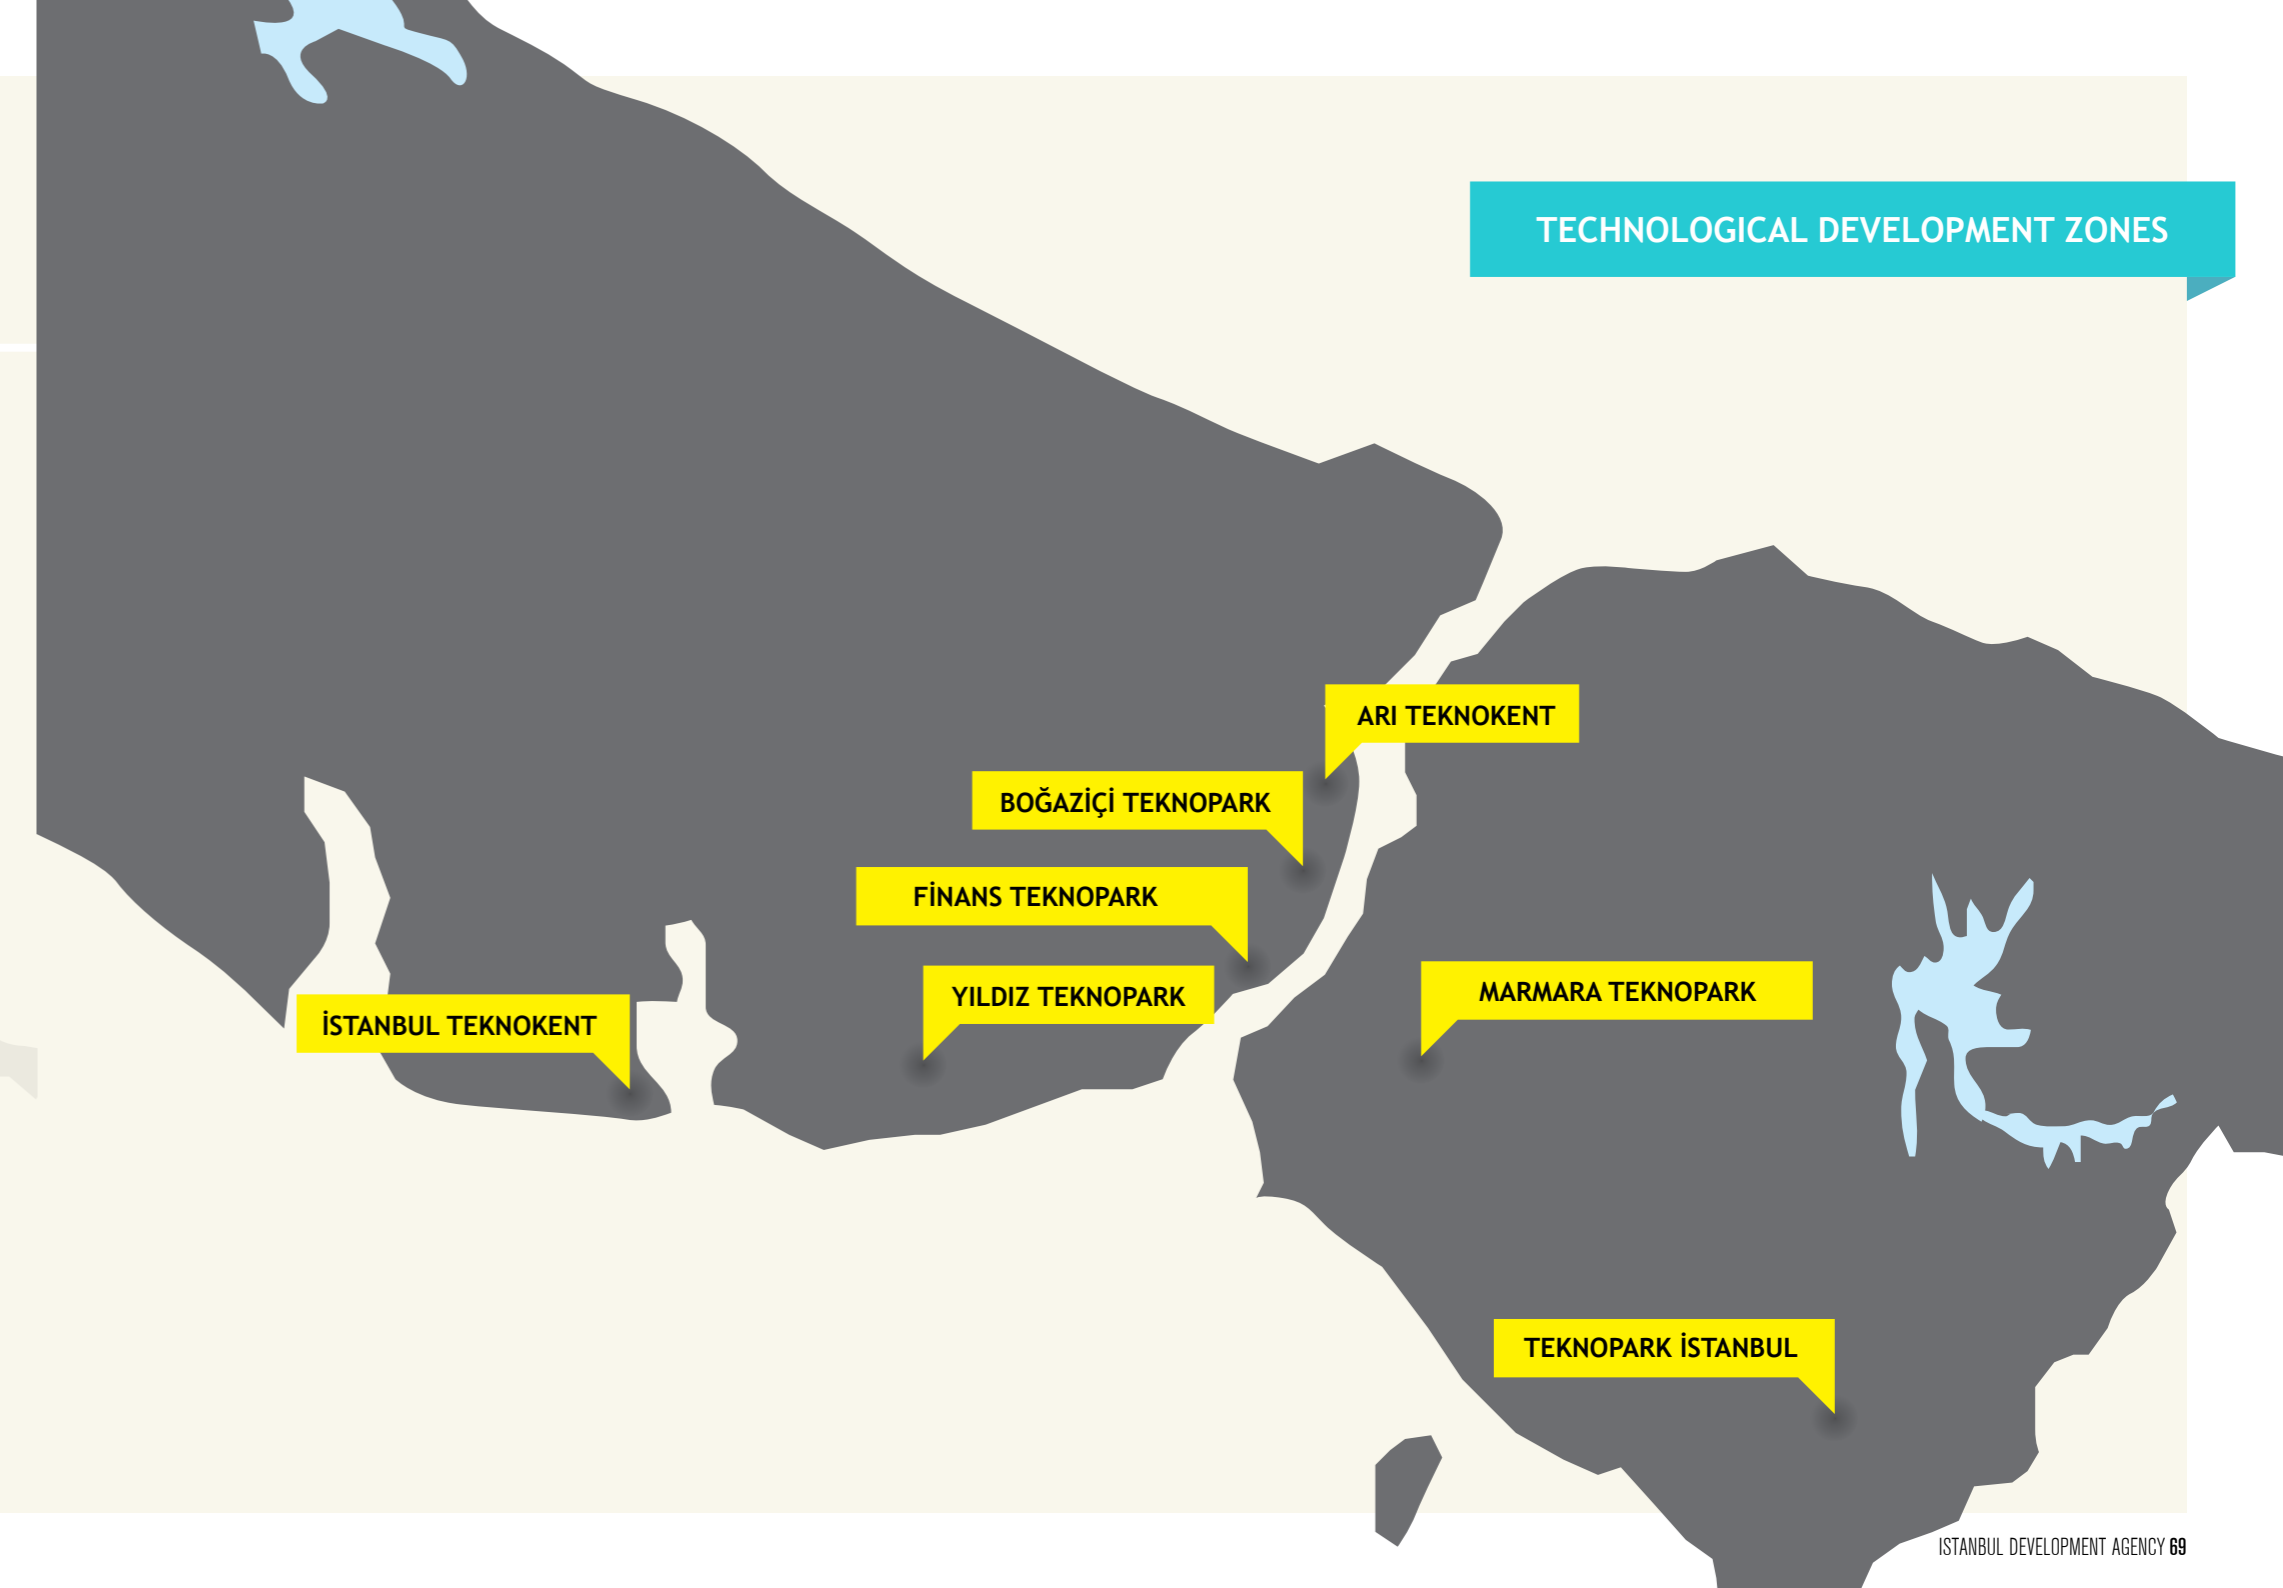 TECHNOLOGICAL DEVELOPMENT ZONES
ARI TEKNOKENT
BOĞAZİÇİ TEKNOPARK
FİNANS TEKNOPARK
YILDIZ TEKNOPARK
MARMARA TEKNOPARK
İSTANBUL TEKNOKENT
TEKNOPARK İSTANBUL
ISTANBUL DEVELOPMENT AGENCY 69